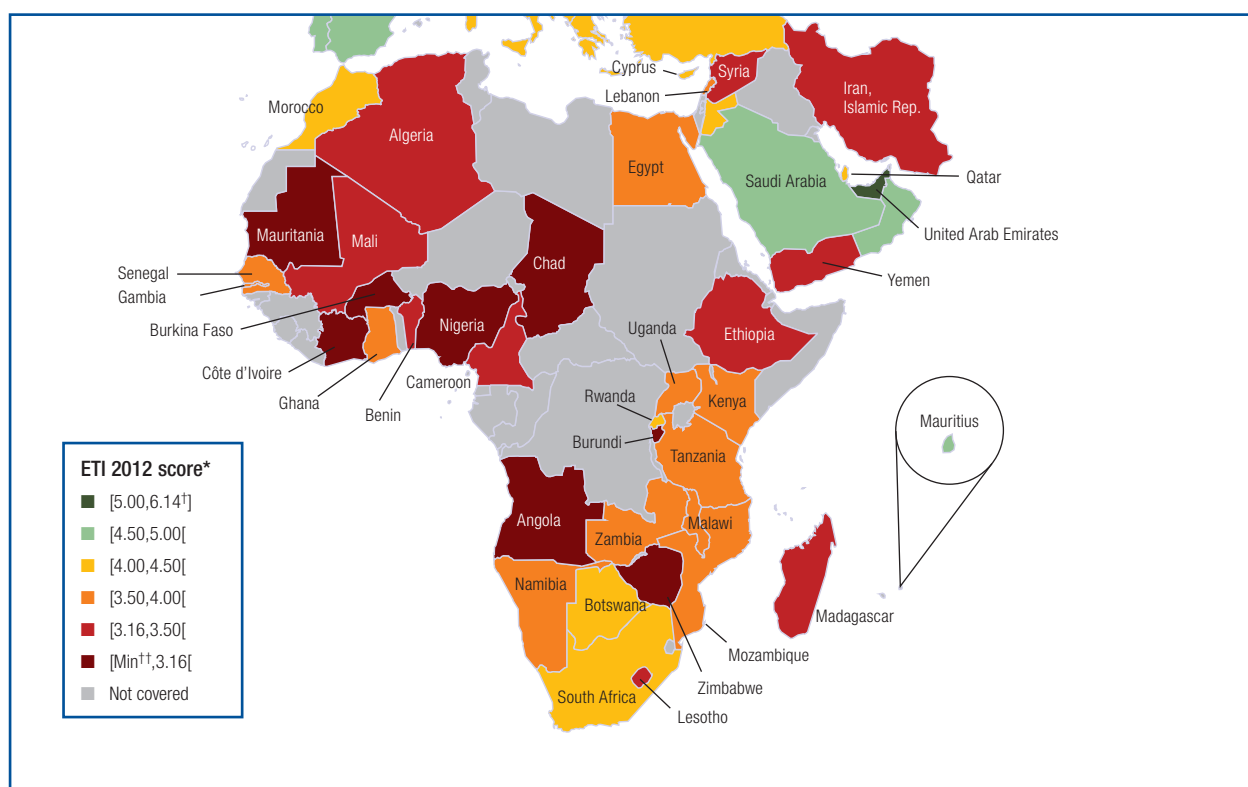 Cyprus
Syria
Lebanon
Iran,
Islamic Rep.
Morocco
Algeria
Egypt
Saudi Arabia
Qatar
United Arab Emirates
Yemen
Mauritania
Mali
Chad
Senegal
Gambia
Burkina Faso
Nigeria
Uganda
Ethiopia
Côte d'Ivoire
Cameroon
Ghana
Benin
Rwanda
Kenya
Burundi
Tanzania
Mauritius
ETI 2012 score*
[5.00,6.14†]
[4.50,5.00[
[4.00,4.50[
[3.50,4.00[
[3.16,3.50[
[Min††,3.16[
Not covered
Angola
Zambia
Malawi
Namibia
Botswana
Madagascar
Mozambique
Zimbabwe
South Africa
Lesotho